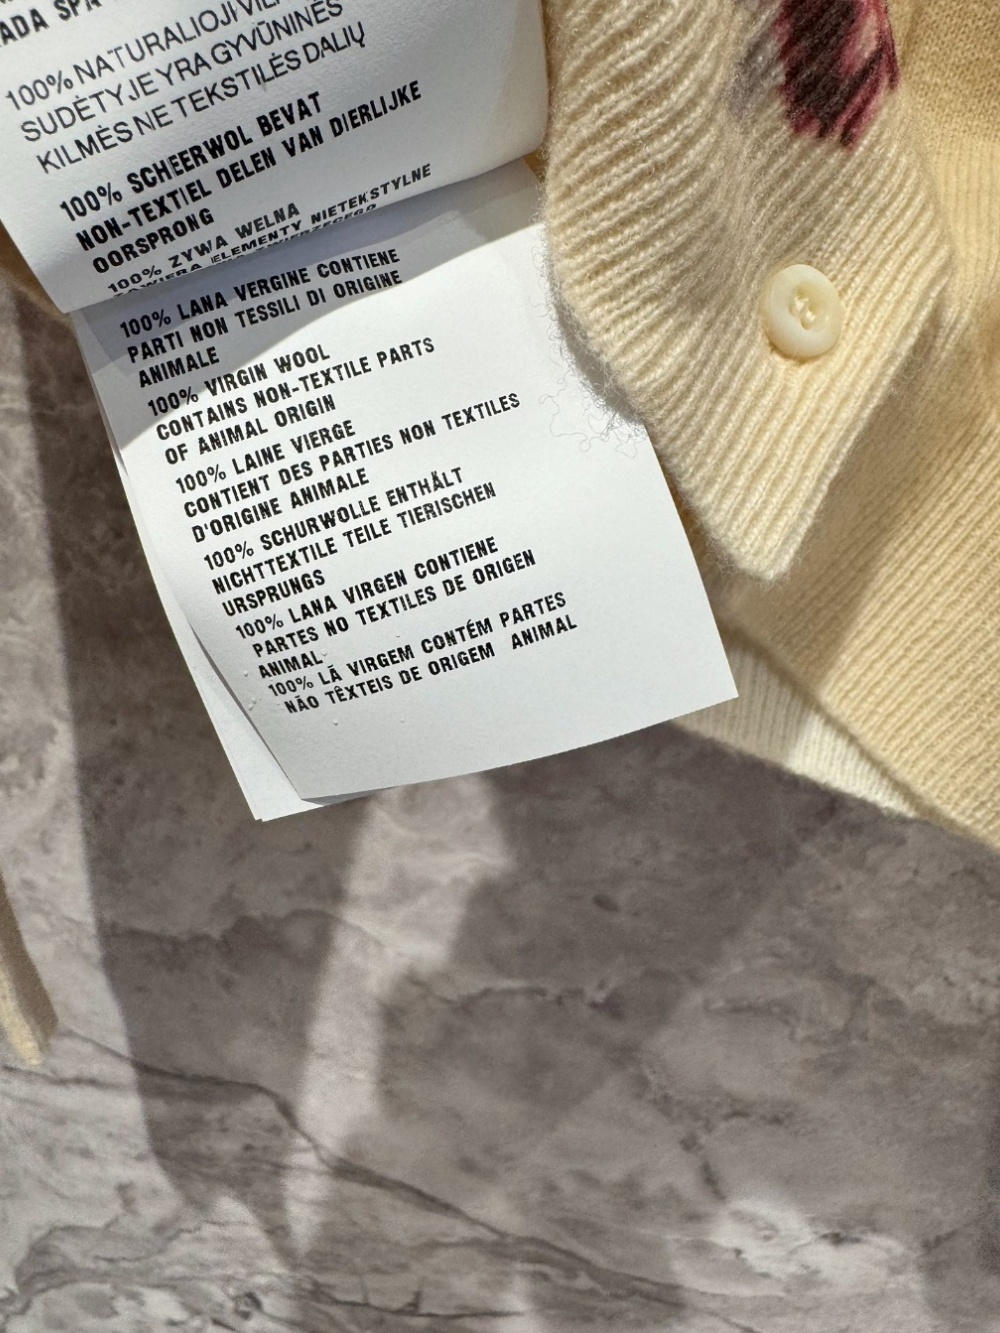 ADA SPA
100% NATURALIOJI
SUDĖTYJE YRA GYVŪNINĖS
KILMĖS NE TEKSTILĖS DALIŲ
100% SCHEERWOL BEVAT
NON-TEXTIEL DELEN VAN DIERLIJKE
OORSPRONG
100% ZYWA WELNA
ZAWIERA ELEMENTY NIETEKSTYLNE
100% LANA VERGINE CONTIENE
PARTI NON TESSILI DI ORIGINE
ANIMALE
100% VIRGIN WOOL
CONTAINS NON-TEXTILE PARTS
OF ANIMAL ORIGIN
100% LAINE VIERGE
CONTIENT DES PARTIES NON TEXTILES
D'ORIGINE ANIMALE
100% SCHURWOLLE ENTHÄLT
NICHTTEXTILE TEILE TIERISCHEN
URSPRUNGS
100% LANA VIRGEN CONTIENE
PARTES NO TEXTILES DE ORIGEN
ANIMAL
100% LÃ VIRGEM CONTÉM PARTES
NÃO TÊXTEIS DE ORIGEM ANIMAL